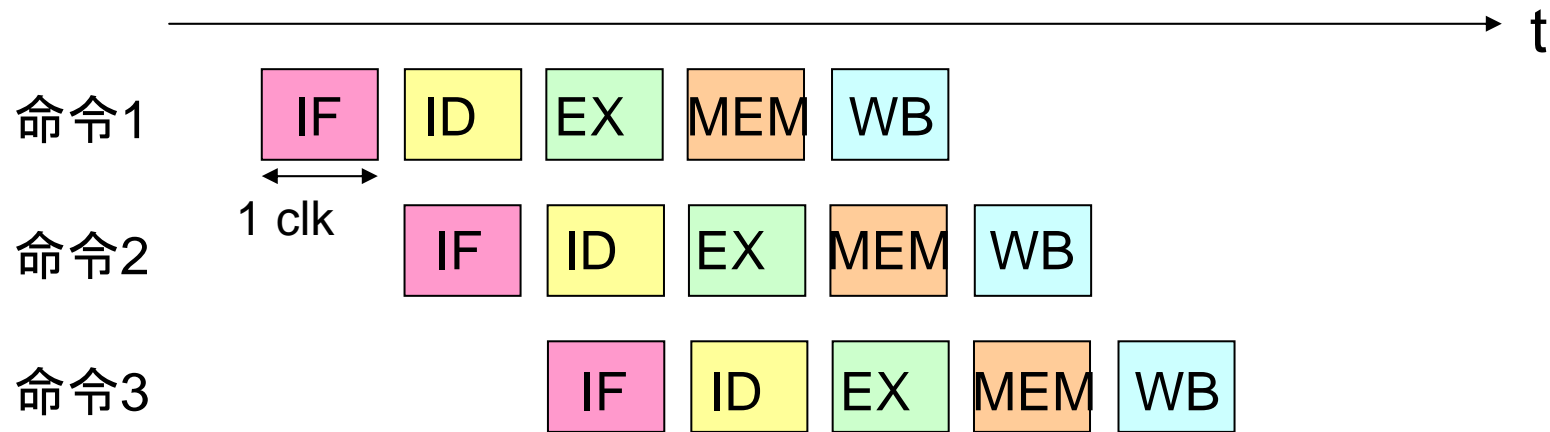 t
命令1 IF ID EX MEM WB
1 clk
命令2 IF ID EX MEM WB
命令3 IF ID EX MEM WB